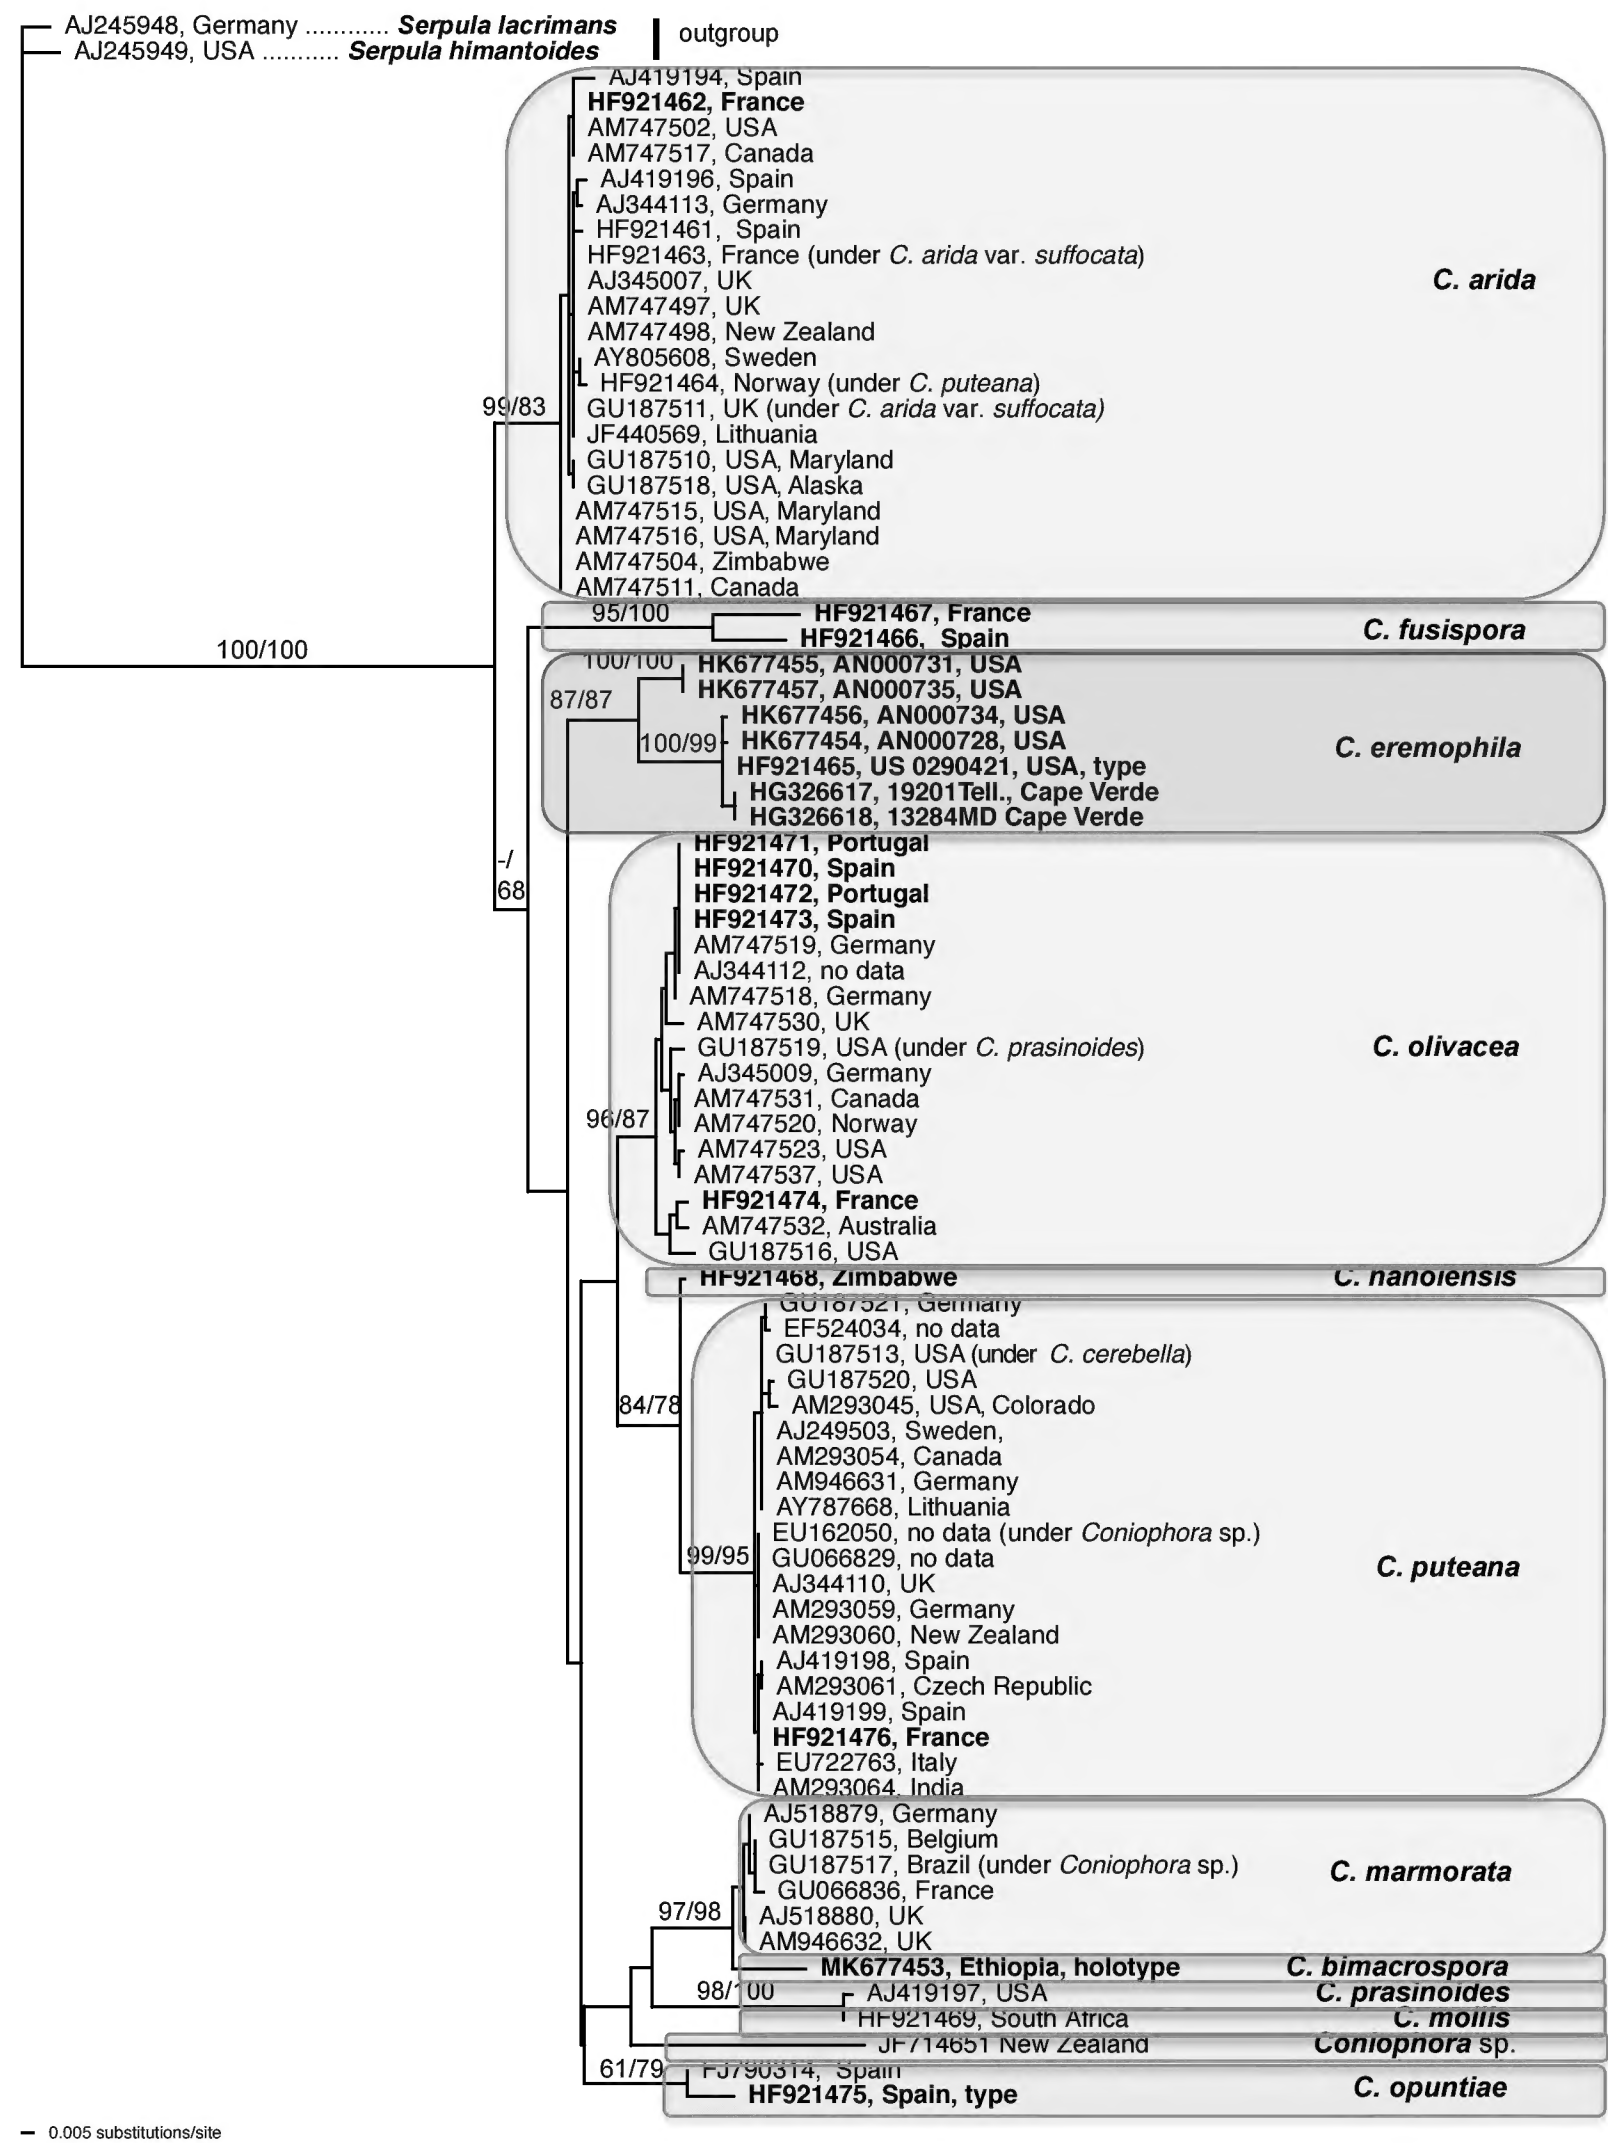 AJ245948, Germany ............ Serpula lacrimans
outgroup
AJ245949, USA ........... Serpula himantoides
AJ419194, Spain
HF921462, France
AM747502, USA
AM747517, Canada
AJ419196, Spain
AJ344113, Germany
HF921461, Spain
HF921463, France (under C. arida var. suffocata)
C. arida
AJ345007, UK
AM747497, UK
AM747498, New Zealand
AY805608, Sweden
HF921464, Norway (under C. puteana)
99/83
GU187511, UK (under C. arida var. suffocata)
JF440569, Lithuania
GU187510, USA, Maryland
GU187518, USA, Alaska
AM747515, USA, Maryland
AM747516, USA, Maryland
AM747504, Zimbabwe
AM747511, Canada
95/100
HF921467, France
C. fusispora
HF921466, Spain
100/100
100/100
HK677455, AN000731, USA
HK677457, AN000735, USA
87/87
HK677456, AN000734, USA
100/99
HK677454, AN000728, USA
C. eremophila
HF921465, US 0290421, USA, type
HG326617, 19201Tell., Cape Verde
HG326618, 13284MD Cape Verde
HF921471, Portugal
-/
68
HF921470, Spain
HF921472, Portugal
HF921473, Spain
AM747519, Germany
AJ344112, no data
AM747518, Germany
AM747530, UK
GU187519, USA (under C. prasinoides)
C. olivacea
AJ345009, Germany
AM747531, Canada
96/87
AM747520, Norway
AM747523, USA
AM747537, USA
HF921474, France
AM747532, Australia
GU187516, USA
HF921468, Zimbabwe
C. hanoiensis
GU187521, Germany
EF524034, no data
GU187513, USA (under C. cerebella)
GU187520, USA
84/78
AM293045, USA, Colorado
AJ249503, Sweden,
AM293054, Canada
AM946631, Germany
AY787668, Lithuania
EU162050, no data (under Coniophora sp.)
99/95
GU066829, no data
C. puteana
AJ344110, UK
AM293059, Germany
AM293060, New Zealand
AJ419198, Spain
AM293061, Czech Republic
AJ419199, Spain
HF921476, France
EU722763, Italy
AM293064, India
AJ518879, Germany
GU187515, Belgium
GU187517, Brazil (under Coniophora sp.)
C. marmorata
GU066836, France
97/98
AJ518880, UK
AM946632, UK
MK677453, Ethiopia, holotype
C. bimacrospora
98/100
AJ419197, USA
C. prasinoides
HF921469, South Africa
C. mollis
JF714651 New Zealand
Coniophora sp.
61/79
FJ790314, Spain
C. opuntiae
HF921475, Spain, type
0.005 substitutions/site